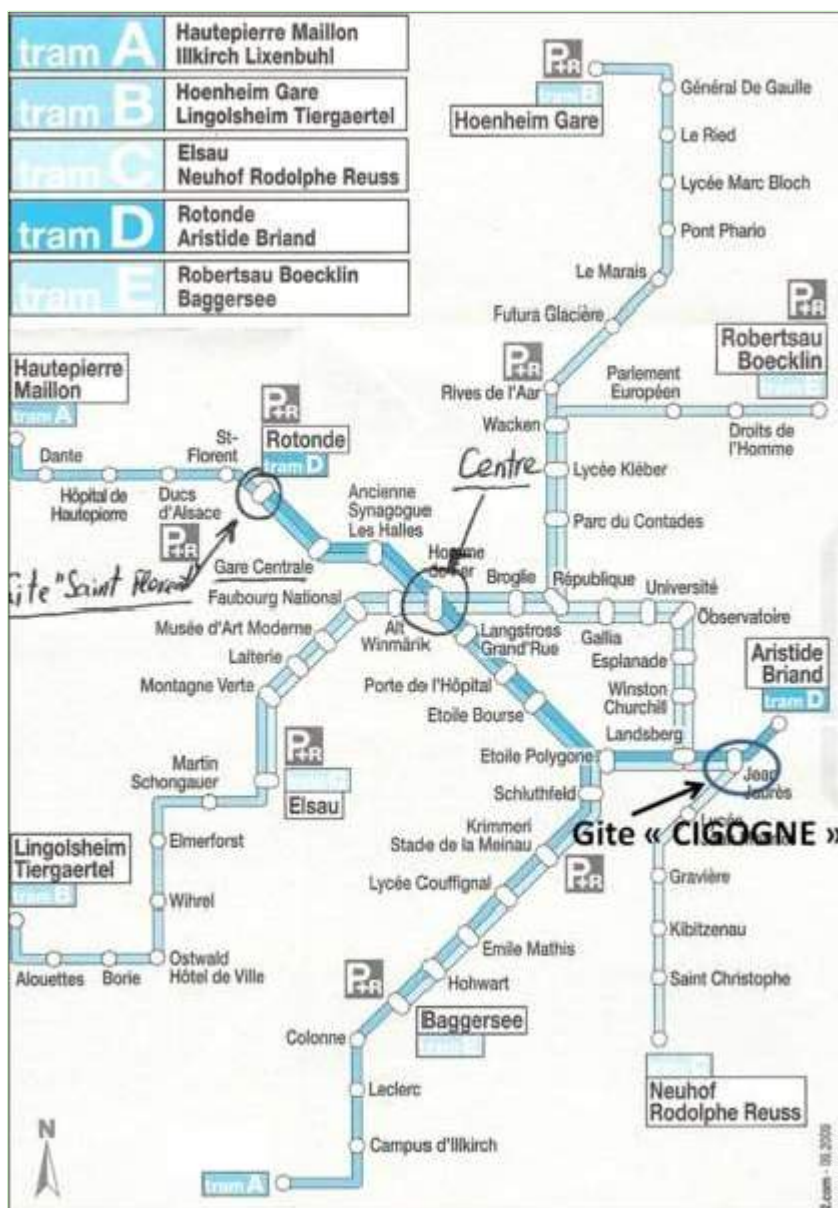 tram A
Hautepierre Maillon
Illkirch Lixenbuhl
tram B
Hoenheim Gare
Lingolsheim Tiergaertel
tram C
Elsau
Neuhof Rodolphe Reuss
tram D
Rotonde
Aristide Briand
tram E
Robertsau Boecklin
Baggersee
P+R
tram B
Hoenheim Gare
Général De Gaulle
Le Ried
Lycée Marc Bloch
Pont Phario
Le Marais
Futura Glacière
P+R
Rives de l'Aar
P+R
Robertsau
Boecklin
Parlement
Européen
Droits de
l'Homme
Wacken
Lycée Kléber
Parc du Contades
Hautepierre
Maillon
tram A
Dante
Hôpital de
Hautepierre
Ducs
d'Alsace
P+R
St-
Florent
P+R
Rotonde
tram D
Centre
Ancienne
Synagogue
Les Halles
Gare Centrale
"Saint Florent"
Faubourg National
Homme
Broglie
République
Université
Observatoire
Gallia
Esplanade
Winston
Churchill
Landsberg
Aristide
Briand
tram D
Musée d'Art Moderne
Alt
Winmärik
Langstross
Grand'Rue
Laiterie
Porte de l'Hôpital
Montagne Verte
Etoile Bourse
Etoile Polygone
Jean
Jaurès
Schluthfeld
Gite « CIGOGNE »
Lycée
Martin
Schongauer
P+R
Elsau
Krimmeri
Stade de la Meinau
P+R
Elmerforst
Lingolsheim
Tiergaertel
tram B
Wihrel
Alouettes
Borie
Ostwald
Hôtel de Ville
Lycée Couffignal
Emile Mathis
Hohwart
P+R
Baggersee
Colonne
Leclerc
Campus d'Illkirch
tram A
Gravière
Kibitzenau
Saint Christophe
Neuhof
Rodolphe Reuss
N